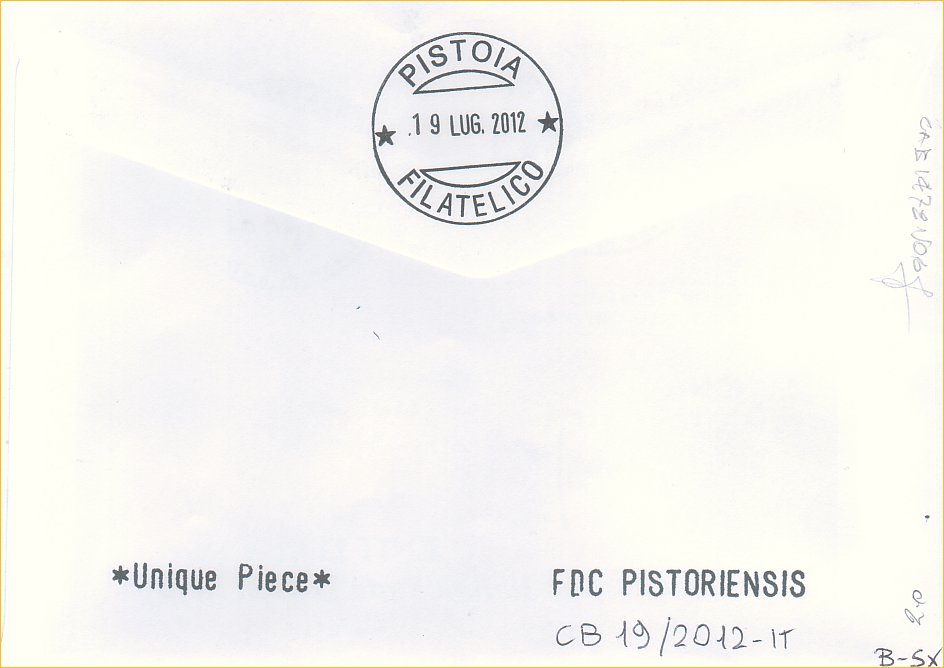 PISTOIA
19 LUG. 2012
FILATELICO
*Unique Piece*
FDC PISTORIENSIS
CB 19/2012-IT
B-SX